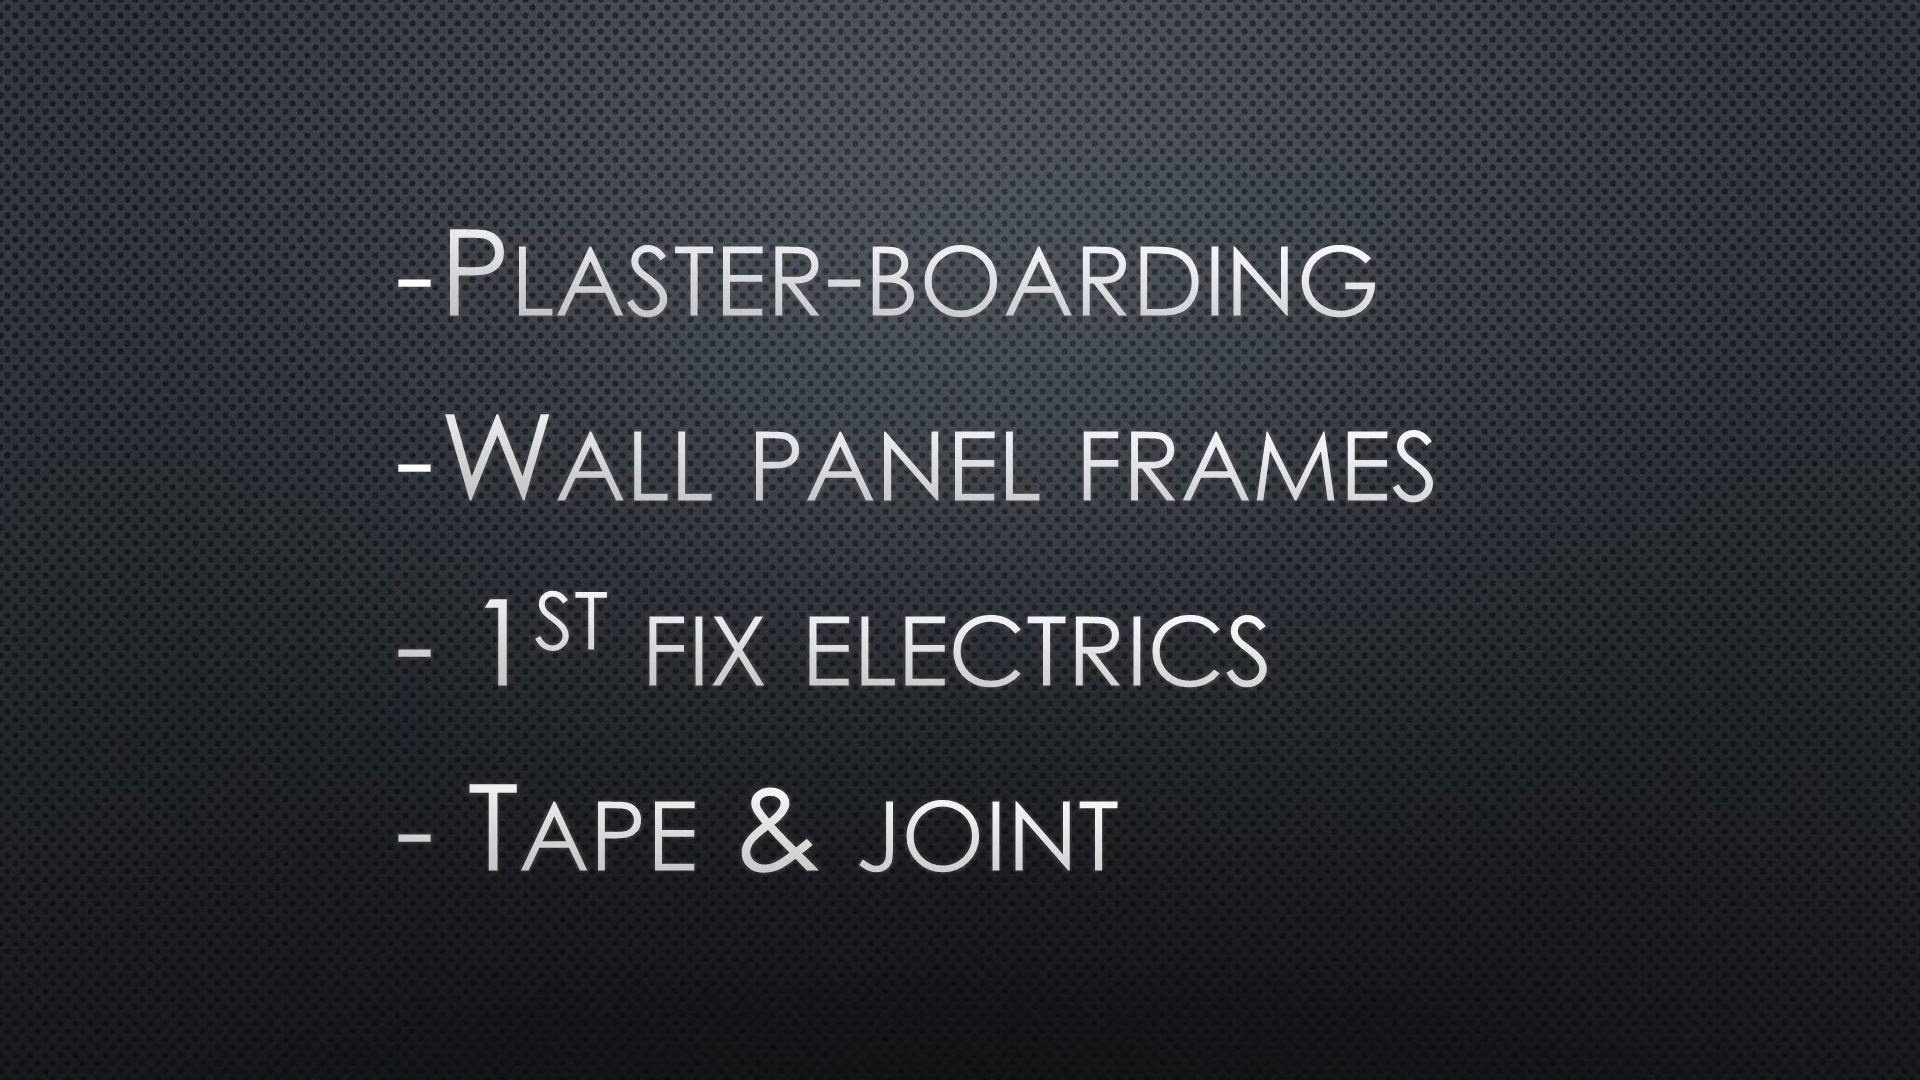 -Plaster-boarding
-Wall panel frames
- 1st fix electrics
- Tape & joint